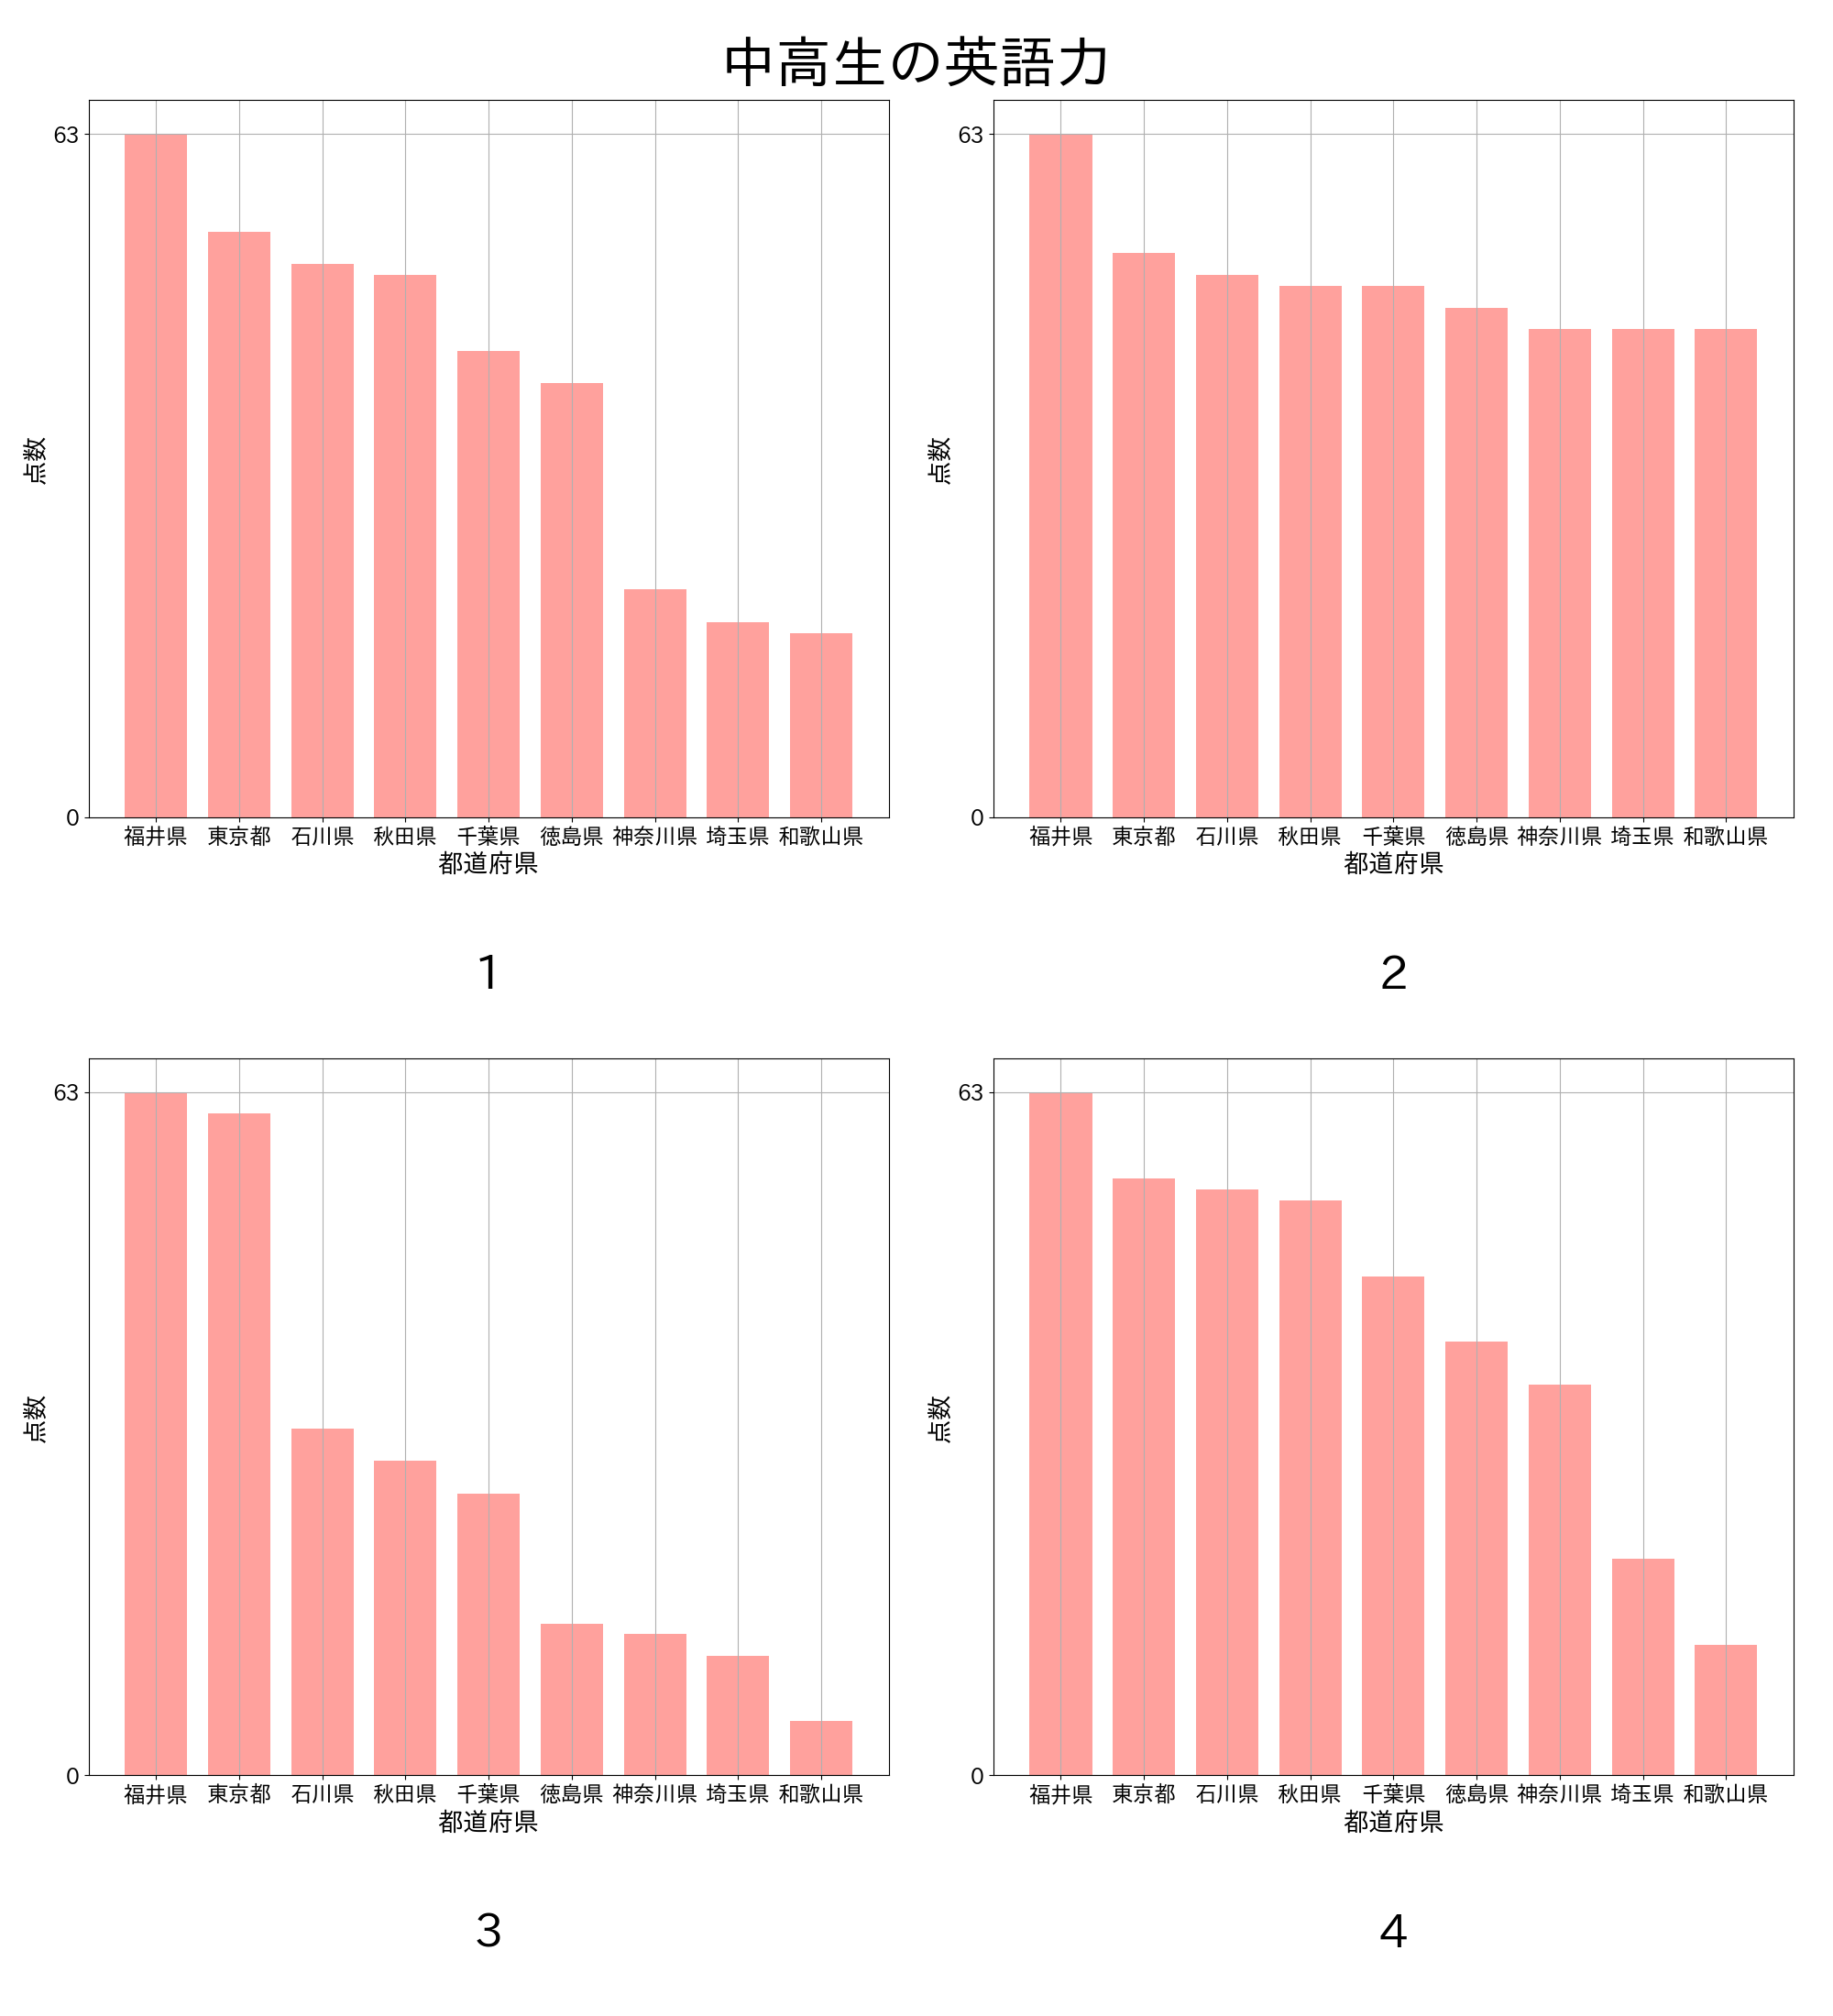 中高生の英語力
63
0
点数
福井県 東京都 石川県 秋田県 千葉県 徳島県 神奈川県 埼玉県 和歌山県
都道府県
1
63
0
点数
福井県 東京都 石川県 秋田県 千葉県 徳島県 神奈川県 埼玉県 和歌山県
都道府県
2
63
0
点数
福井県 東京都 石川県 秋田県 千葉県 徳島県 神奈川県 埼玉県 和歌山県
都道府県
3
63
0
点数
福井県 東京都 石川県 秋田県 千葉県 徳島県 神奈川県 埼玉県 和歌山県
都道府県
4